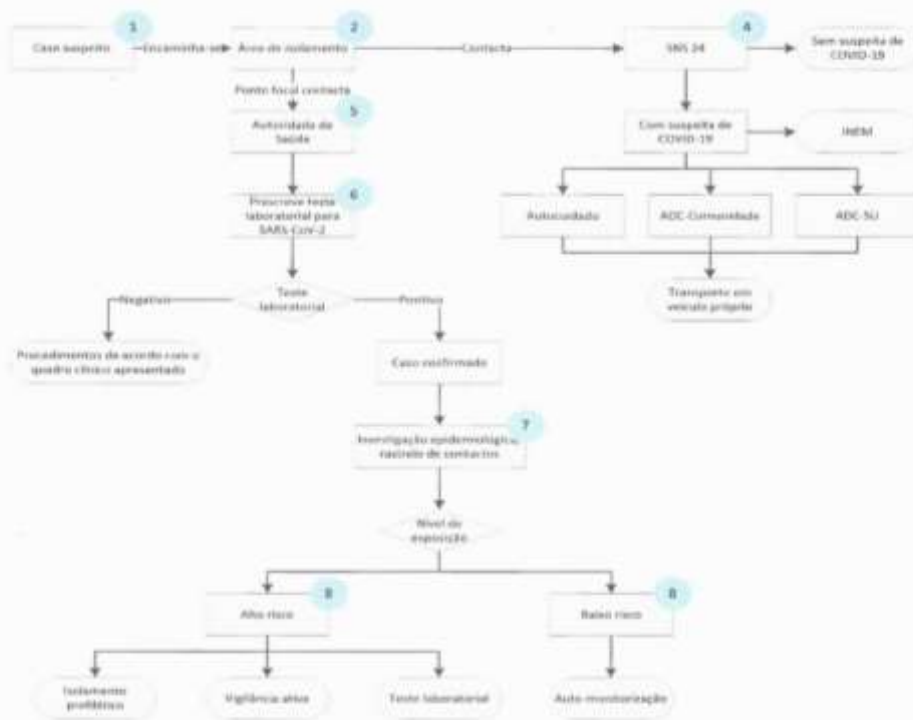 1
2
4
Caso suspeito
Encaminha-se
Área de isolamento
Contacta
SNS 24
Sem suspeita de
COVID-19
Ponto focal contacta
5
Autoridade de
Saúde
Com suspeita de
COVID-19
INEM
6
Prescreve teste
laboratorial para
SARS-CoV-2
Autocuidado
ADC-Comunidade
ADC-SU
Negativo
Teste
laboratorial
Positivo
Transporte em
veículo próprio
Procedimentos de acordo com o
quadro clínico apresentado
Caso confirmado
7
Investigação epidemiológica
rastreio de contactos
Nível de
exposição
8
8
Alto risco
Baixo risco
Isolamento
profilático
Vigilância ativa
Teste laboratorial
Auto monitorização